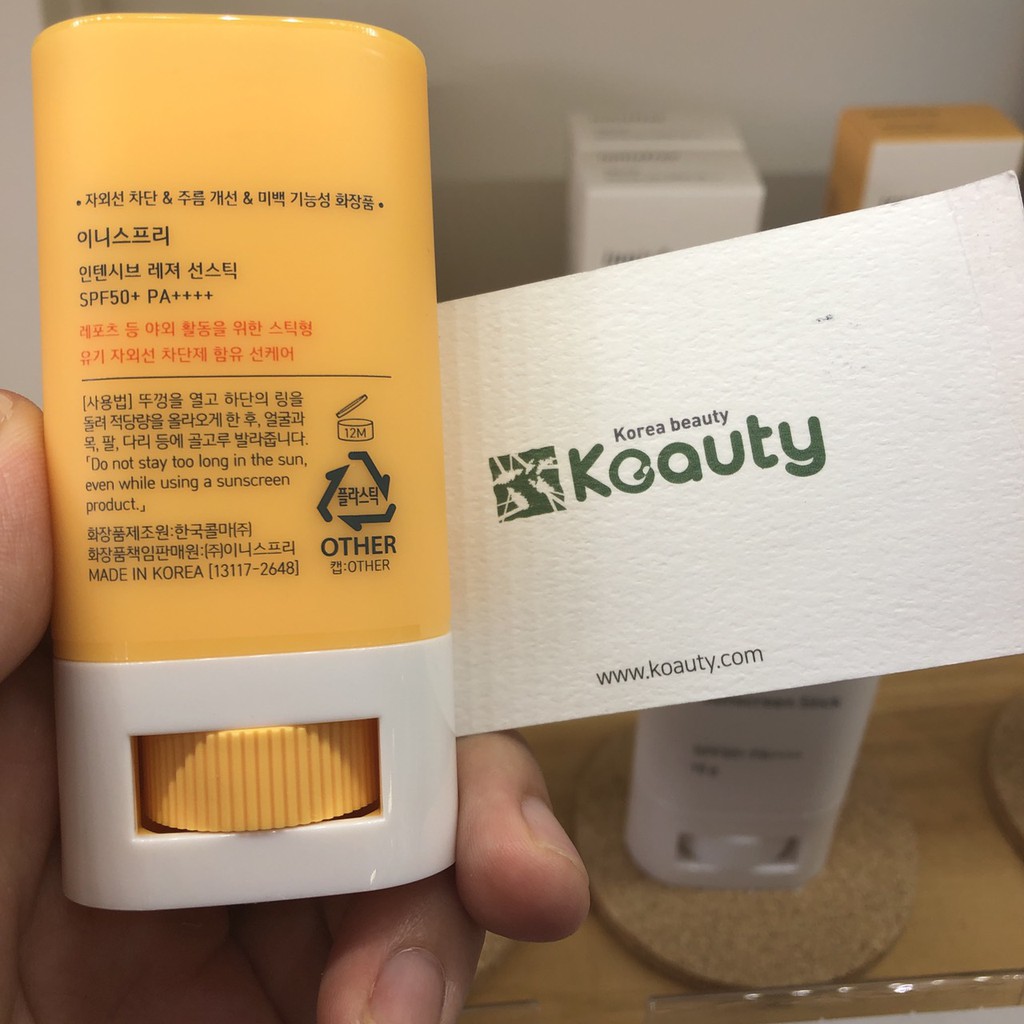 • 자외선 차단 & 주름 개선 & 미백 기능성 화장품 •
이니스프리
인텐시브 레져 선스틱
SPF50+ PA++++
레포츠 등 야외 활동을 위한 스틱형
유기 자외선 차단제 함유 선케어
[사용법] 뚜껑을 열고 하단의 링을
돌려 적당량을 올라오게 한 후, 얼굴과
목, 팔, 다리 등에 골고루 발라줍니다.
「Do not stay too long in the sun,
even while using a sunscreen
product.」
12M
플라스틱
OTHER
캡:OTHER
화장품제조원:한국콜마(주)
화장품책임판매원:(주)이니스프리
MADE IN KOREA [13117-2648]
Korea beauty
Koauty
www.koauty.com